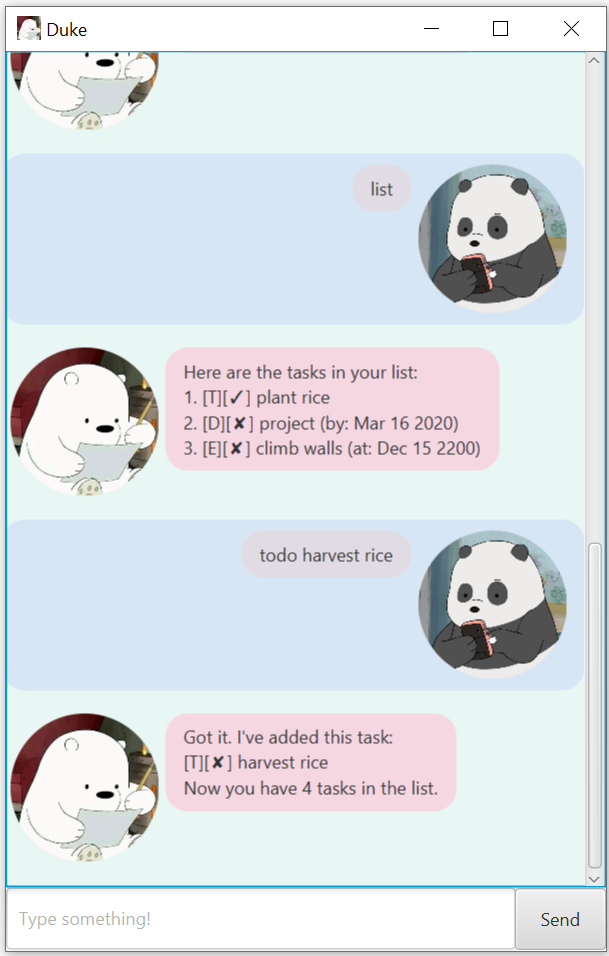 Duke
list
Here are the tasks in your list:
1. [T][✓] plant rice
2. [D][✘] project (by: Mar 16 2020)
3. [E][✘] climb walls (at: Dec 15 2200)
todo harvest rice
Got it. I've added this task:
[T][✘] harvest rice
Now you have 4 tasks in the list.
Type something!
Send